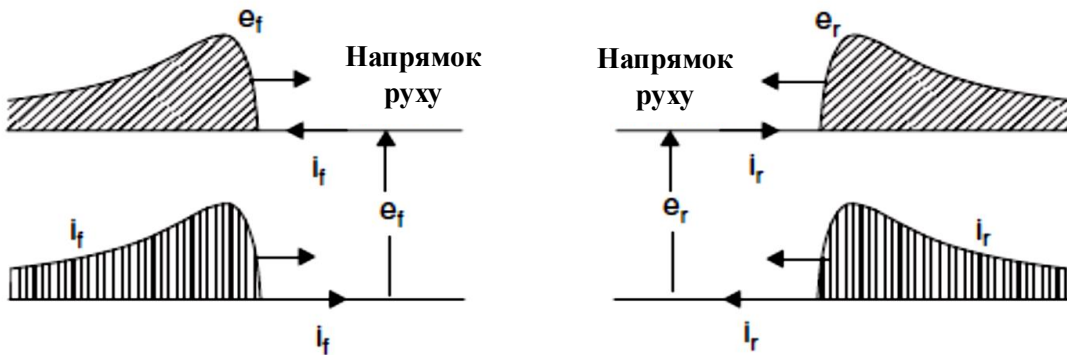 e_f
Напрямок
руху
i_f
e_f
i_f
i_f
e_r
Напрямок
руху
i_r
e_r
i_r
i_r